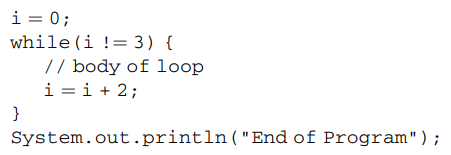 i = 0;
while(i != 3) {
// body of loop
i = i + 2;
}
System.out.println("End of Program");